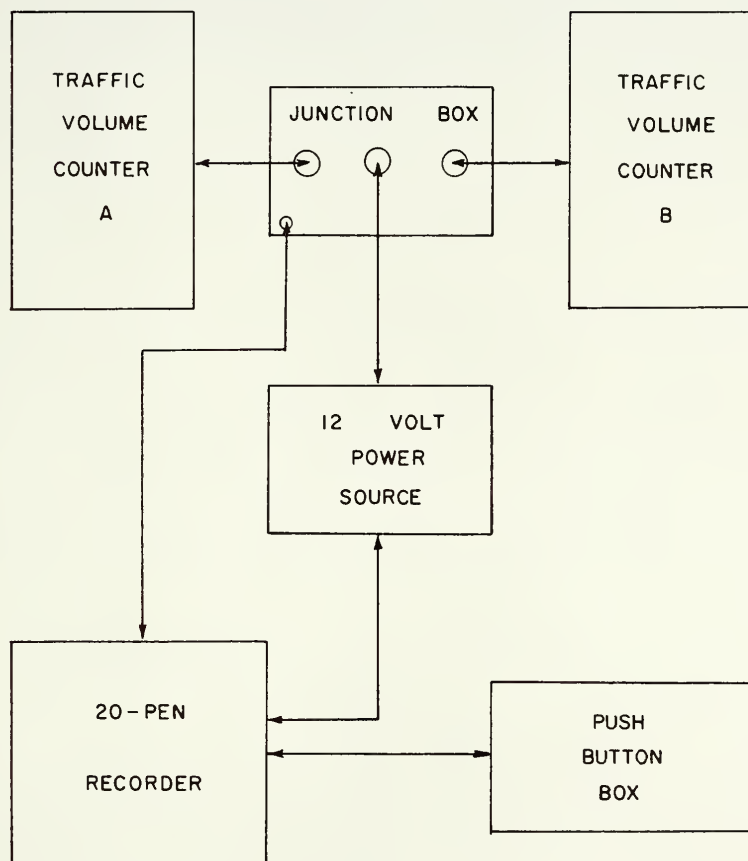 TRAFFIC
VOLUME
COUNTER
A
JUNCTION BOX
TRAFFIC
VOLUME
COUNTER
B
12 VOLT
POWER
SOURCE
20-PEN
RECORDER
PUSH
BUTTON
BOX